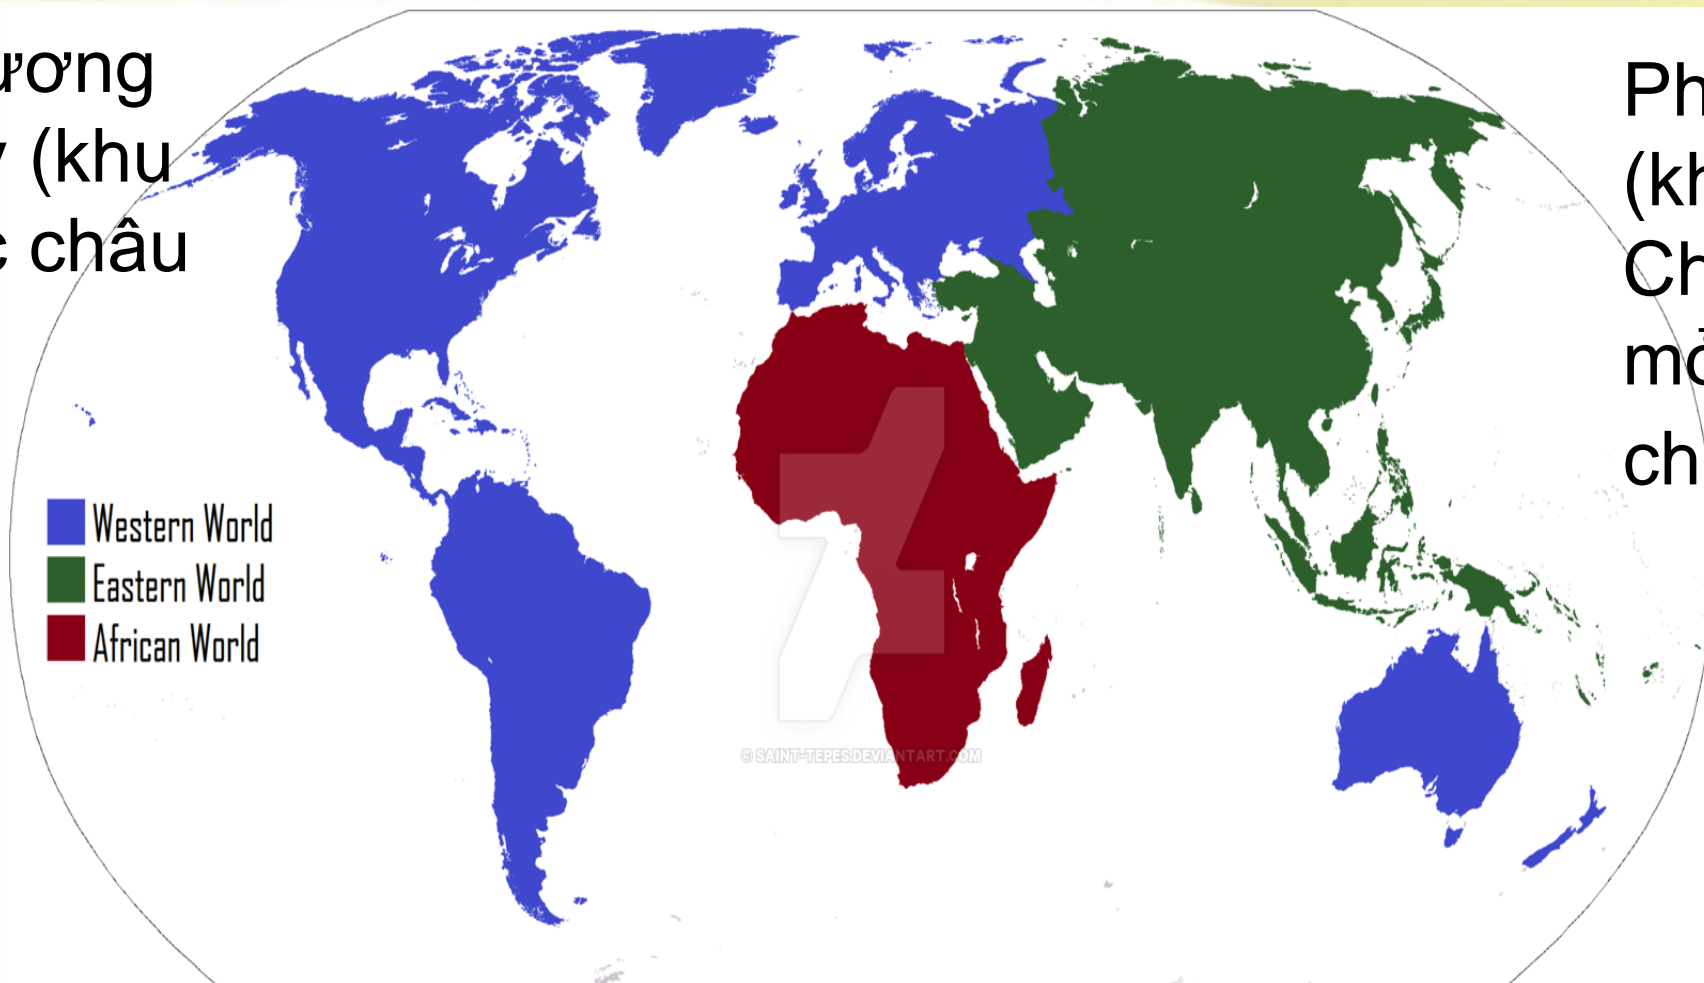 ương
(khu
châu
Western World
Eastern World
African World
© SAINT-TEPES.DEVIANTART.COM
Ph
(kh
Ch
ch